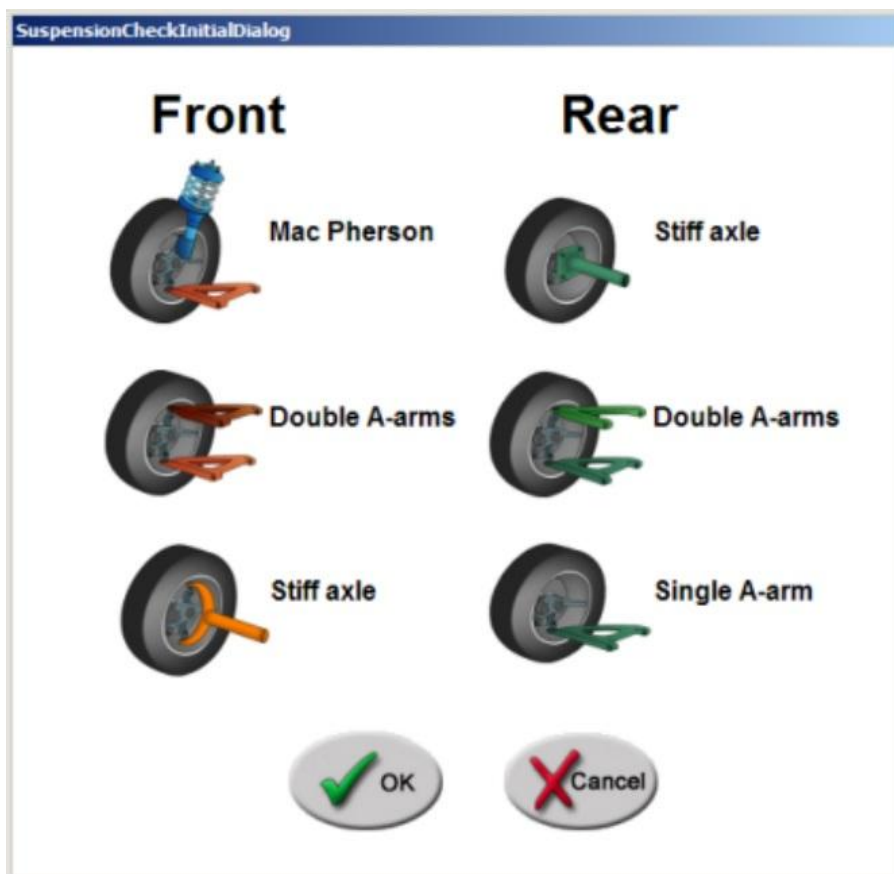 SuspensionCheckInitialDialog
Front
Rear
Mac Pherson
Stiff axle
Double A-arms
Double A-arms
Stiff axle
Single A-arm
OK
Cancel